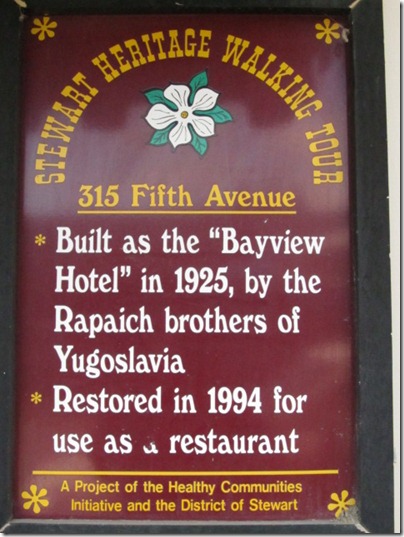 STEWART HERITAGE WALKING TOUR
315 Fifth Avenue
* Built as the “Bayview
Hotel” in 1925, by the
Rapaich brothers of
Yugoslavia
* Restored in 1994 for
use as a restaurant
A Project of the Healthy Communities
Initiative and the District of Stewart